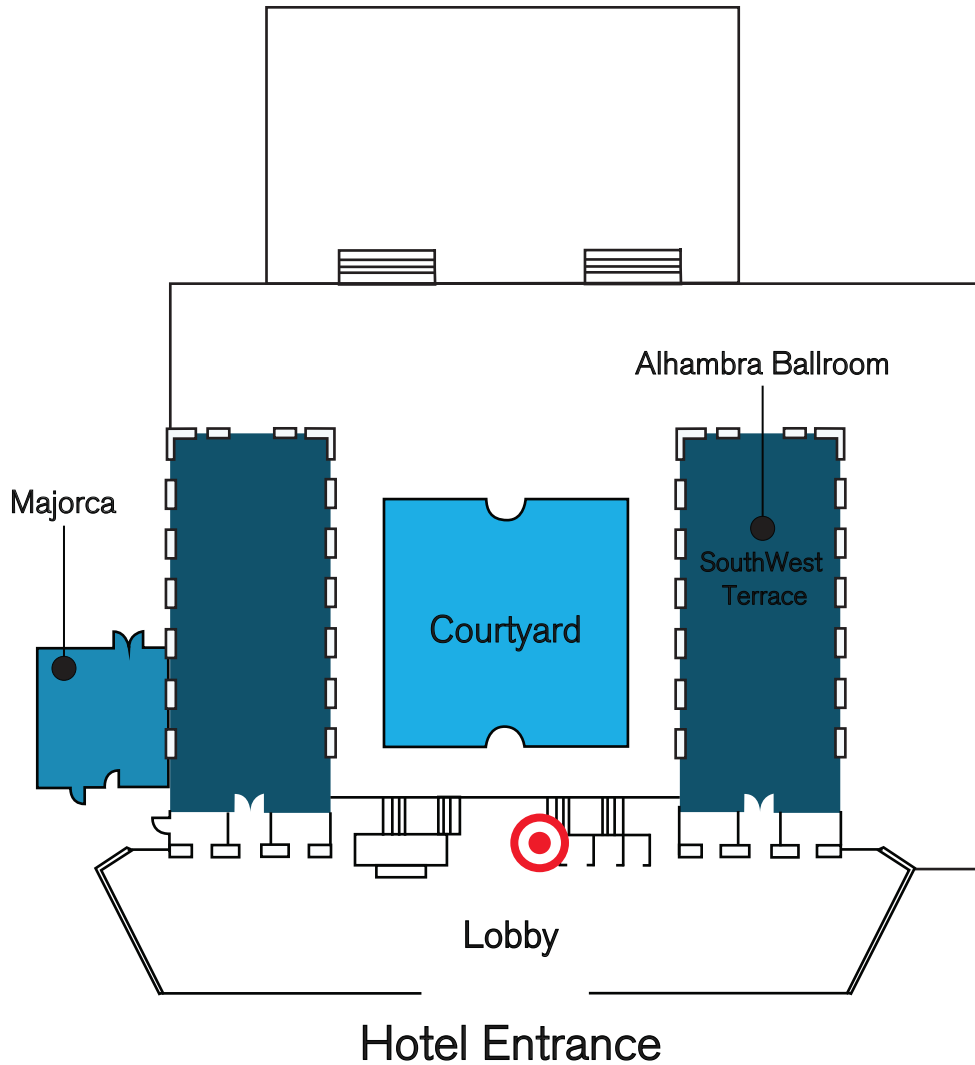 Alhambra Ballroom
Majorca
SouthWest
Terrace
Courtyard
Lobby
Hotel Entrance